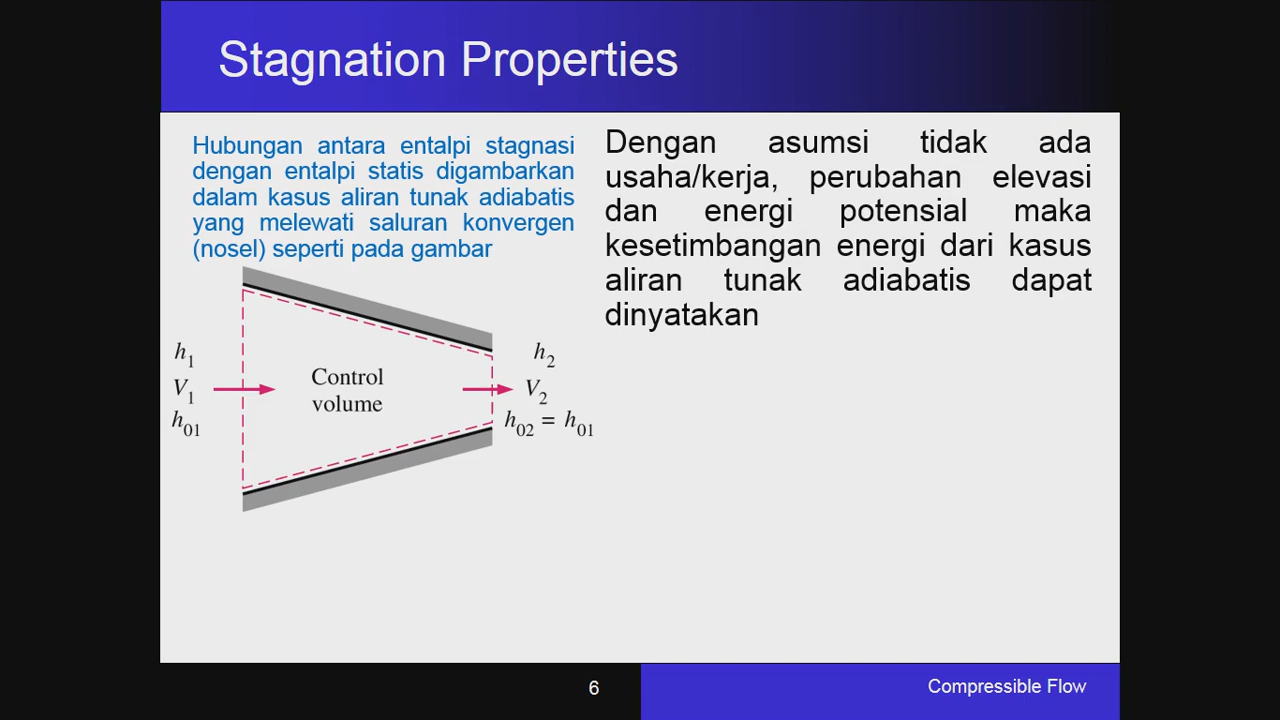 Stagnation Properties
Hubungan antara entalpi stagnasi
dengan entalpi statis digambarkan
dalam kasus aliran tunak adiabatis
yang melewati saluran konvergen
(nosel) seperti pada gambar
Dengan asumsi tidak ada
usaha/kerja, perubahan elevasi
dan energi potensial maka
kesetimbangan energi dari kasus
aliran tunak adiabatis dapat
dinyatakan
h1
V1
h01
Control
volume
h2
V2
h02 = h01
6
Compressible Flow